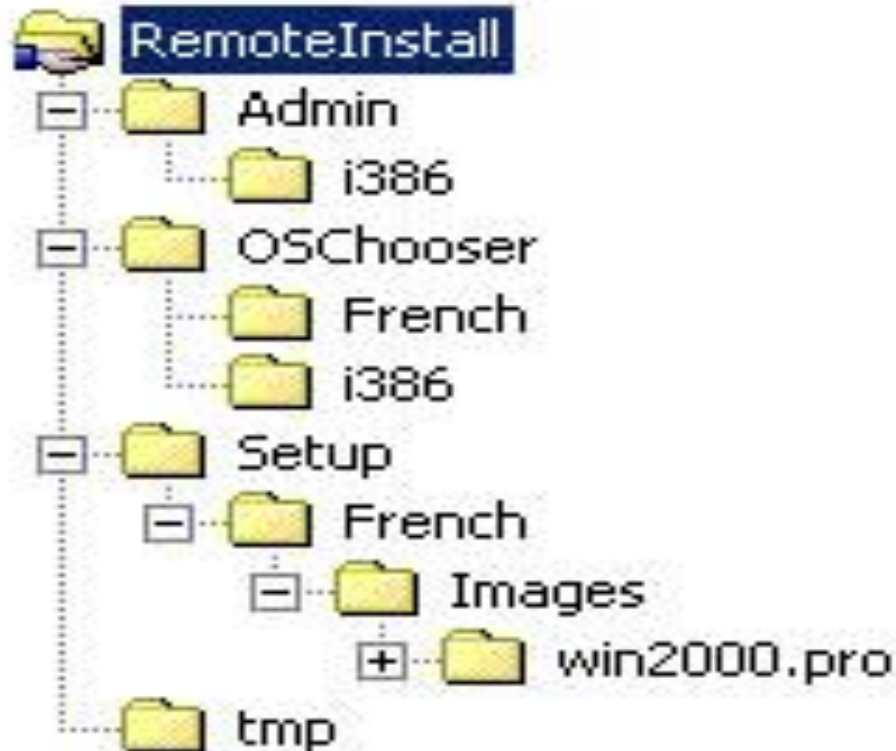 RemoteInstall
Admin
i386
OSChooser
French
i386
Setup
French
Images
win2000.pro
tmp